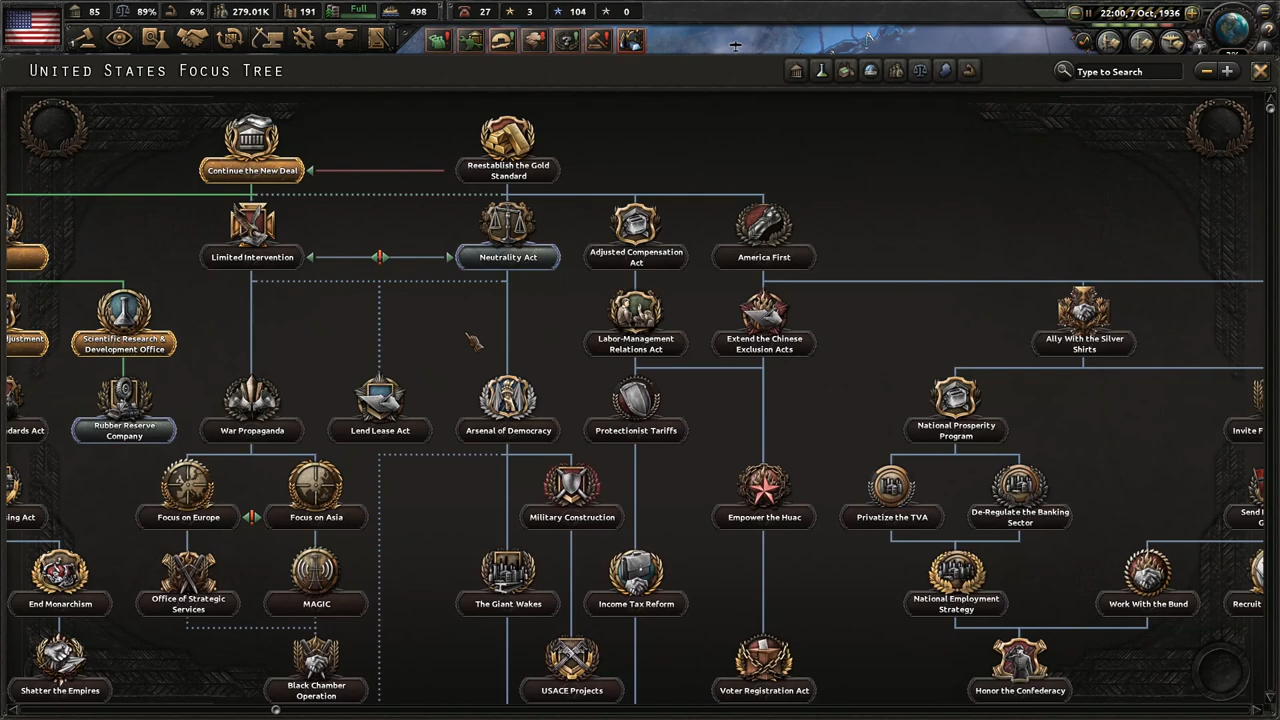 85 89% 6% 279.01K 191 Full 498 27 3 104 0 22:00, 7 Oct, 1936
United States Focus Tree
Type to Search
Continue the New Deal
Reestablish the Gold
Standard
Limited Intervention
Neutrality Act
Adjusted Compensation
Act
America First
djustment
Scientific Research &
Development Office
Labor-Management
Relations Act
Extend the Chinese
Exclusion Acts
Ally With the Silver
Shirts
dards Act
Rubber Reserve
Company
War Propaganda
Lend Lease Act
Arsenal of Democracy
Protectionist Tariffs
National Prosperity
Program
Invite F
sing Act
Focus on Europe
Focus on Asia
Military Construction
Empower the Huac
Privatize the TVA
De-Regulate the Banking
Sector
Send
End Monarchism
Office of Strategic
Services
MAGIC
The Giant Wakes
Income Tax Reform
National Employment
Strategy
Work With the Bund
Recruit
Shatter the Empires
Black Chamber
Operation
USACE Projects
Voter Registration Act
Honor the Confederacy